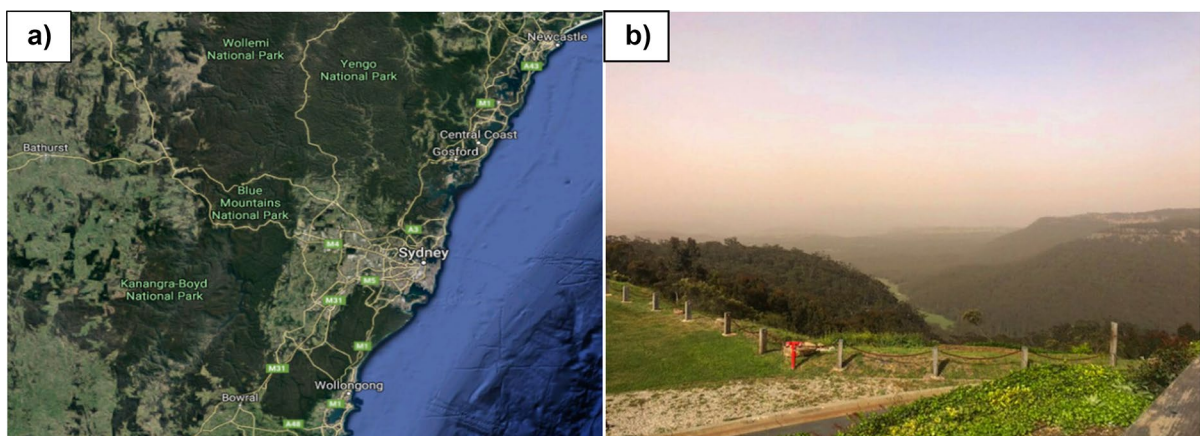 a)
Wollemi
National Park
Yengo
National Park
Newcastle
A43
M1
Central Coast
Gosford
Bathurst
Blue
Mountains
National Park
A3
M4
Sydney
M5
Kanangra-Boyd
National Park
M31
M1
M31
Wollongong
Bowral
M1
A48
b)